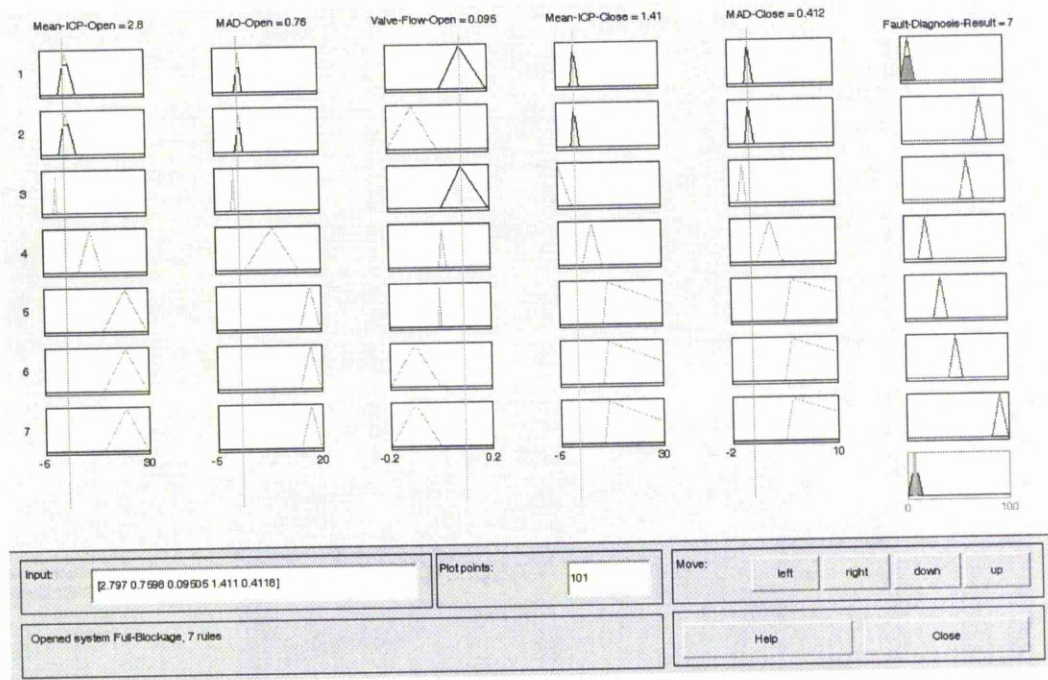 Mean-ICP-Open = 2.8
MAD-Open = 0.76
Valve-Flow-Open = 0.095
Mean-ICP-Close = 1.41
MAD-Close = 0.412
Fault-Diagnosis-Result = 7
1
2
3
4
5
6
7
-5 30
-5 20
-0.2 0.2
-5 30
-2 10
0 100
Input:
[2.797 0.7598 0.09505 1.411 0.4118]
Plot points:
101
Move:
left
right
down
up
Opened system Full-Blockage, 7 rules
Help
Close